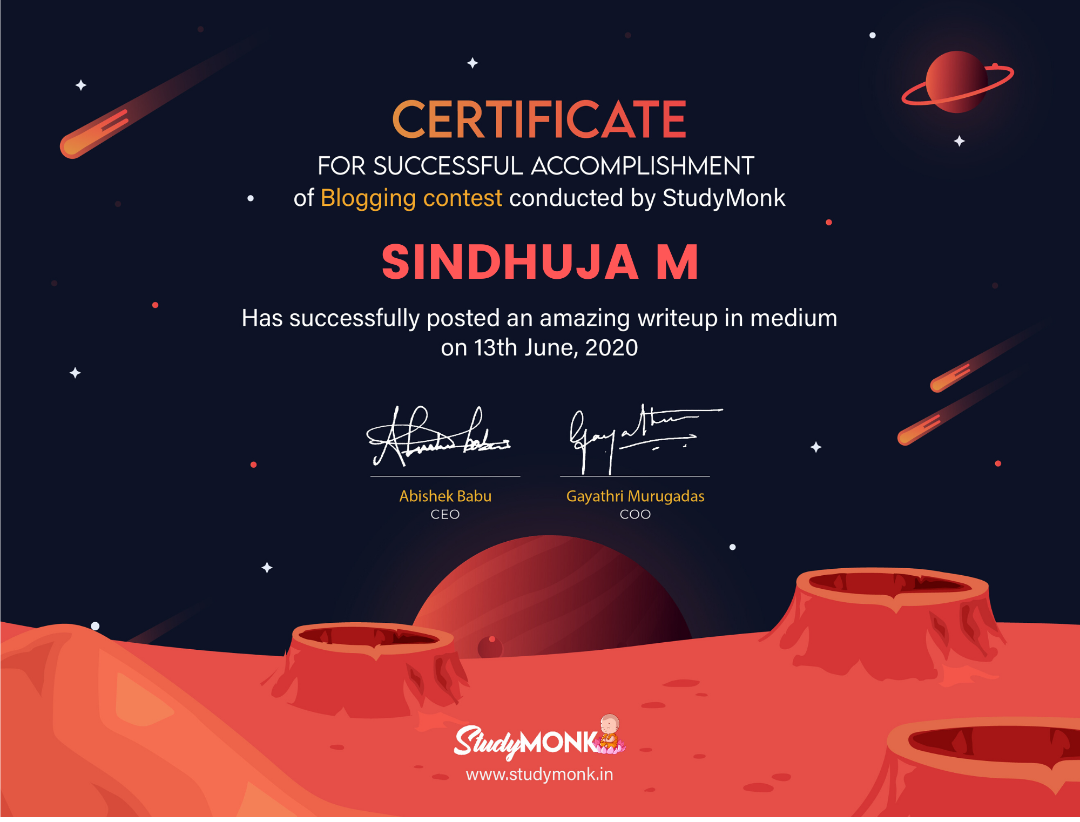 CERTIFICATE
FOR SUCCESSFUL ACCOMPLISHMENT
of Blogging contest conducted by StudyMonk
SINDHUJA M
Has successfully posted an amazing writeup in medium
on 13th June, 2020
Abishek Babu Gayathri Murugadas
CEO COO
StudyMONK
www.studymonk.in